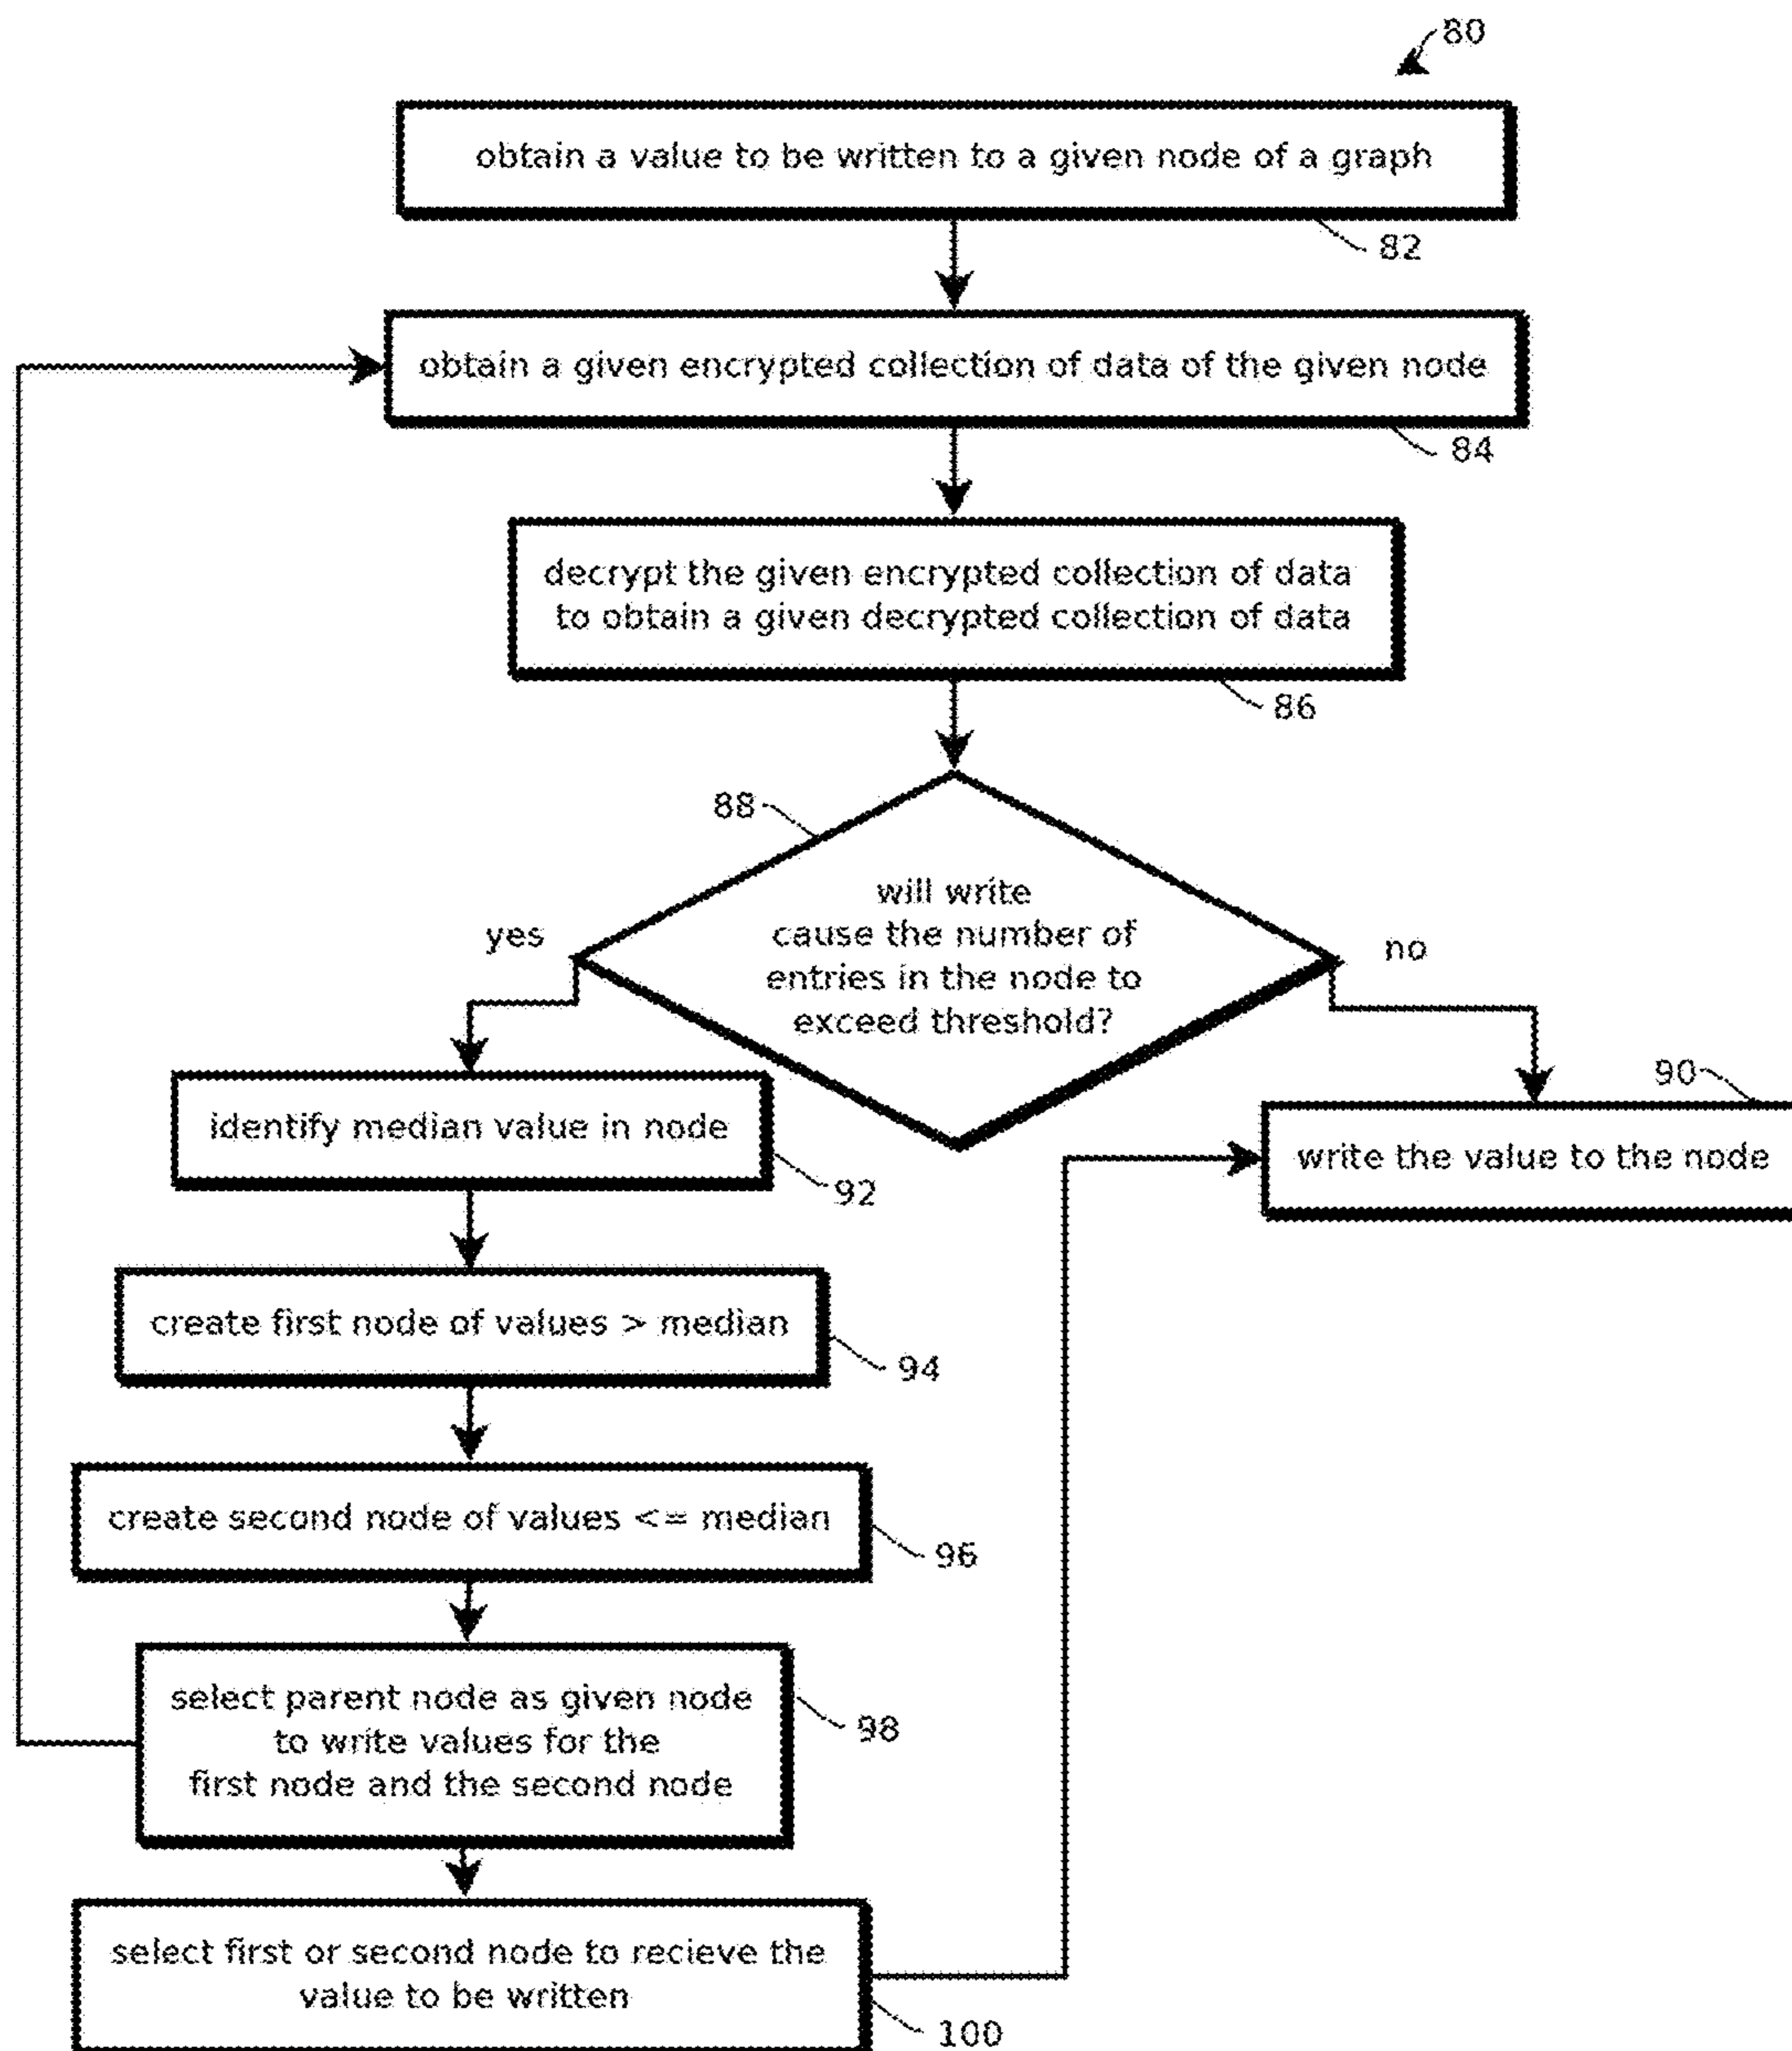 80
obtain a value to be written to a given node of a graph
82
obtain a given encrypted collection of data of the given node
84
decrypt the given encrypted collection of data
to obtain a given decrypted collection of data
86
88
will write
cause the number of
entries in the node to
exceed threshold?
yes
no
90
write the value to the node
identify median value in node
92
create first node of values > median
94
create second node of values <= median
96
select parent node as given node
to write values for the
first node and the second node
98
select first or second node to recieve the
value to be written
100